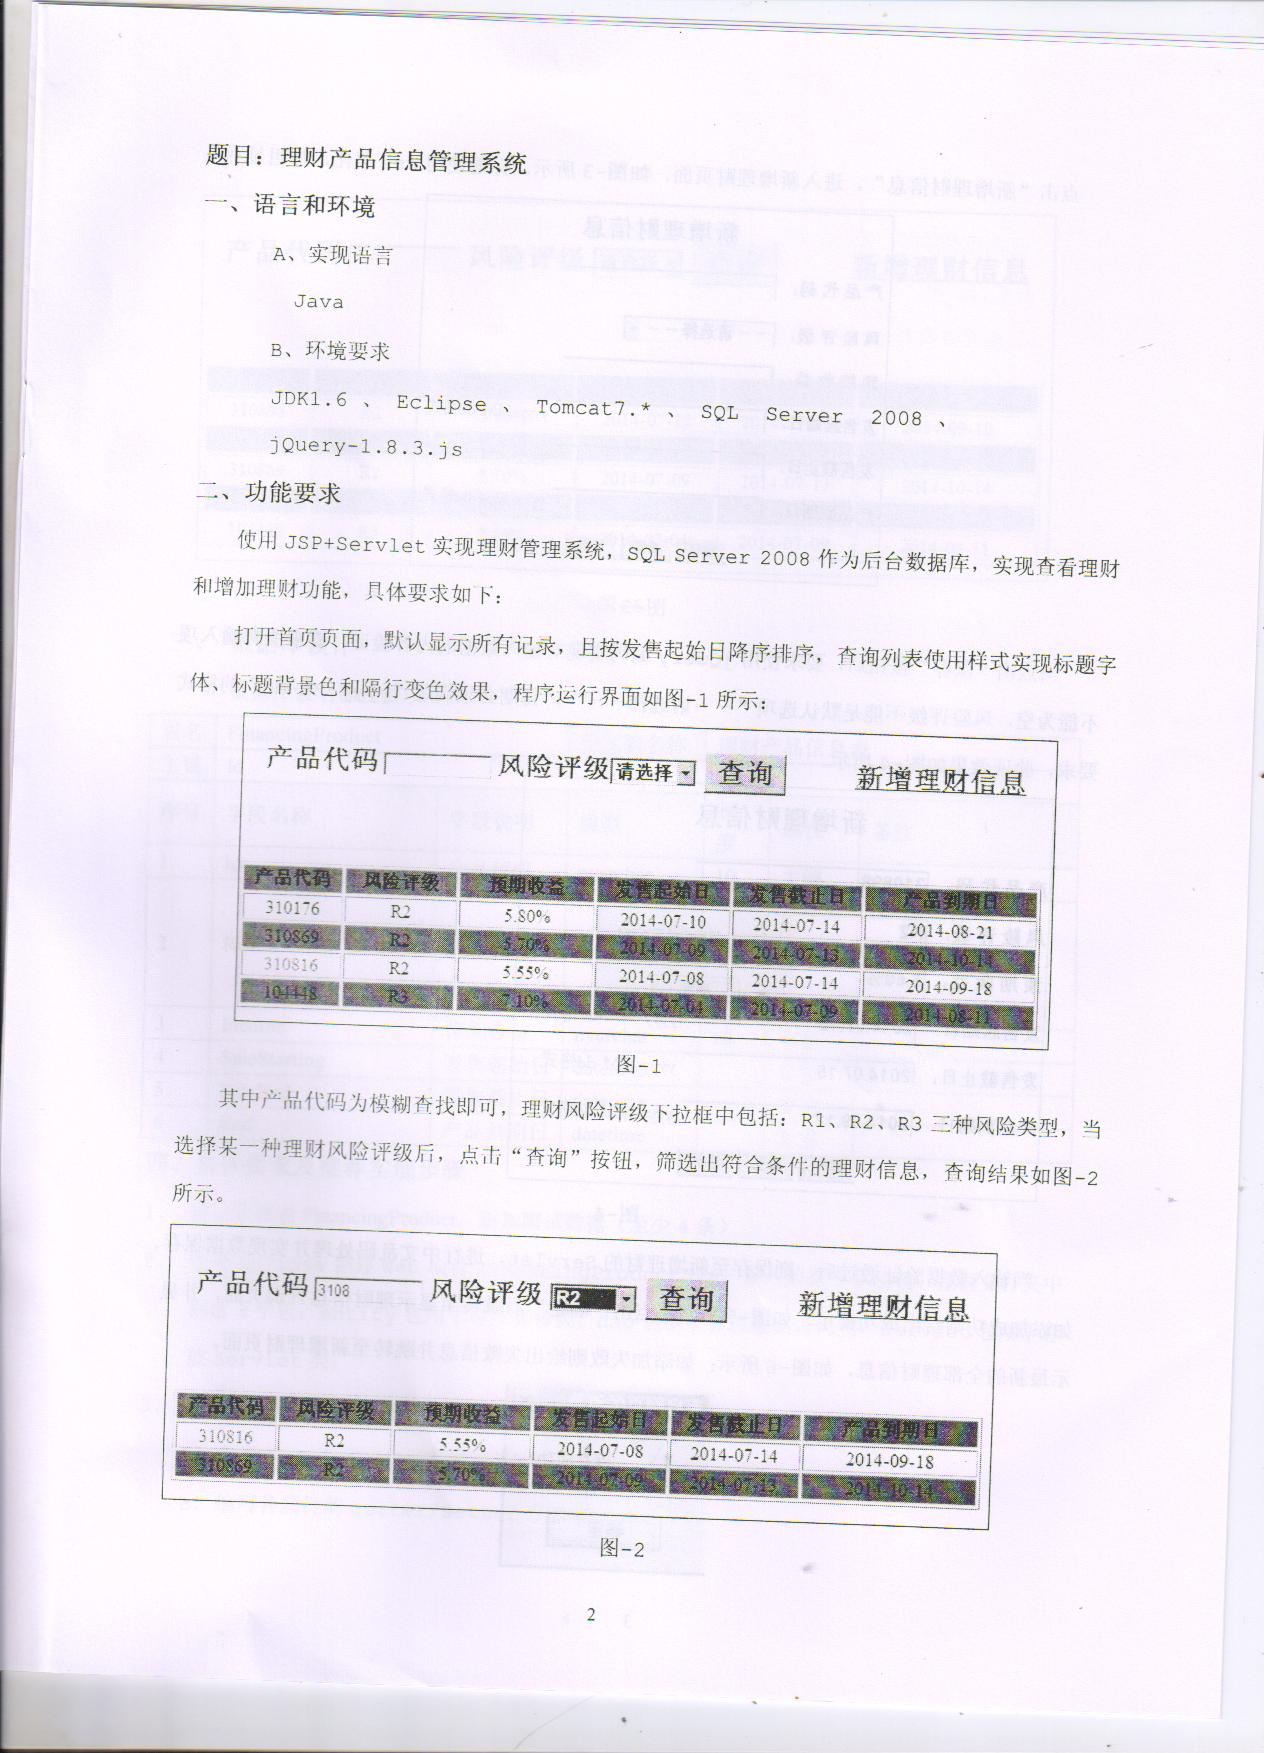 题目：理财产品信息管理系统
一、语言和环境
A、实现语言
Java
B、环境要求
JDK1.6 、 Eclipse 、 Tomcat7.* 、 SQL Server 2008 、
jQuery-1.8.3.js
二、功能要求
使用 JSP+Servlet 实现理财管理系统，SQL Server 2008 作为后台数据库，实现查看理财
和增加理财功能，具体要求如下：
打开首页页面，默认显示所有记录，且按发售起始日降序排序，查询列表使用样式实现标题字
体、标题背景色和隔行变色效果，程序运行界面如图-1 所示：
产品代码 风险评级 请选择 查询 新增理财信息
产品代码 风险评级 预期收益 发售起始日 发售截止日 产品到期日
310176 R2 5.80% 2014-07-10 2014-07-14 2014-08-21
310869 R2 5.70% 2014-07-09 2014-07-13 2014-10-14
310816 R2 5.55% 2014-07-08 2014-07-14 2014-09-18
104448 R3 7.10% 2014-07-04 2014-07-09 2014-08-11
图-1
其中产品代码为模糊查找即可，理财风险评级下拉框中包括：R1、R2、R3 三种风险类型，当
选择某一种理财风险评级后，点击“查询”按钮，筛选出符合条件的理财信息，查询结果如图-2
所示。
产品代码 3108 风险评级 R2 查询 新增理财信息
产品代码 风险评级 预期收益 发售起始日 发售截止日 产品到期日
310816 R2 5.55% 2014-07-08 2014-07-14 2014-09-18
310869 R2 5.70% 2014-07-09 2014-07-13 2014-10-14
图-2
2